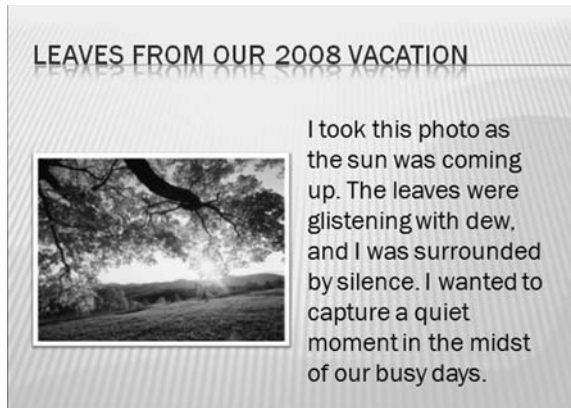 LEAVES FROM OUR 2008 VACATION
I took this photo as
the sun was coming
up. The leaves were
glistening with dew,
and I was surrounded
by silence. I wanted to
capture a quiet
moment in the midst
of our busy days.